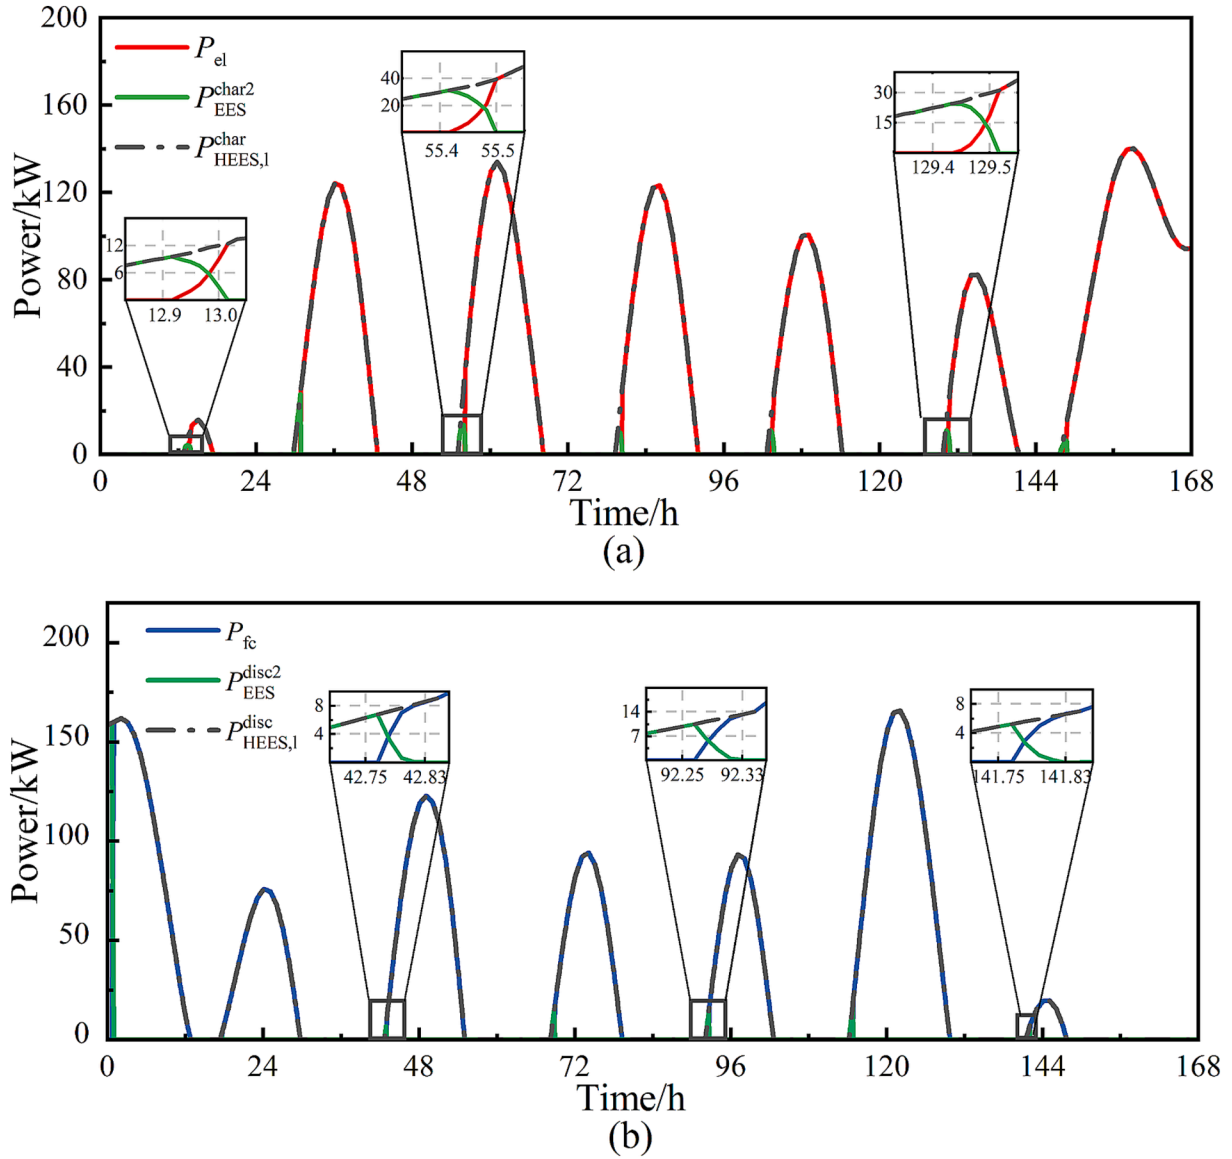 200
160
120
80
40
0
Power/kW
P_el
P_EES^char2
P_HEES,l^char
12
6
12.9 13.0
40
20
55.4 55.5
30
15
129.4 129.5
0 24 48 72 96 120 144 168
Time/h
(a)
200
150
100
50
0
Power/kW
P_fc
P_EES^disc2
P_HEES,l^disc
8
4
42.75 42.83
14
7
92.25 92.33
8
4
141.75 141.83
0 24 48 72 96 120 144 168
Time/h
(b)